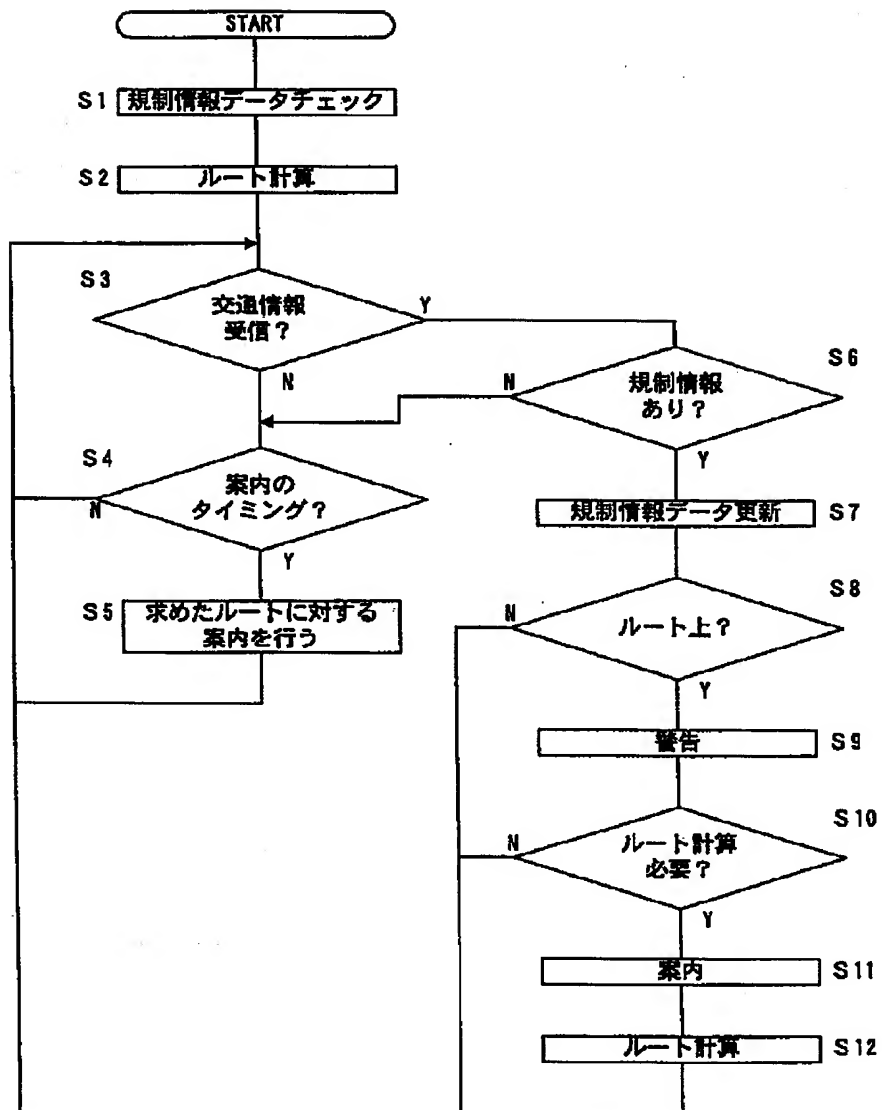 START
S1 規制情報データチェック
S2 ルート計算
S3
交通情報
受信？
Y
N
S4
案内の
タイミング？
N
Y
S5 求めたルートに対する
案内を行う
S6
規制情報
あり？
N
Y
規制情報データ更新 S7
S8
ルート上？
N
Y
警告 S9
S10
ルート計算
必要？
N
Y
案内 S11
ルート計算 S12